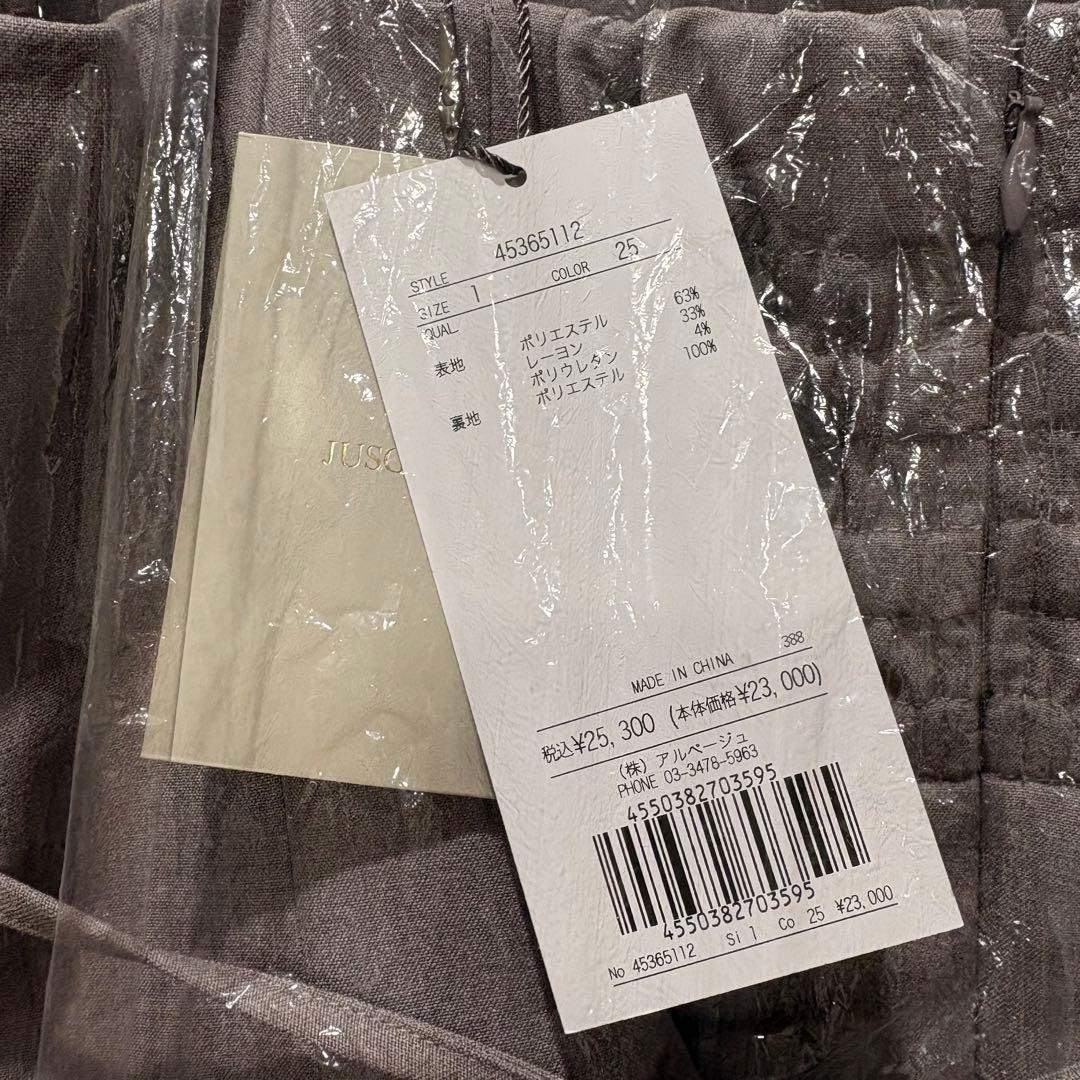 JUSO
STYLE 45365112
SIZE 1 COLOR 25
QUAL
表地 ポリエステル 63%
レーヨン 33%
ポリウレタン 4%
裏地 ポリエステル 100%
388
MADE IN CHINA
税込¥25,300 (本体価格¥23,000)
(株) アルページュ
PHONE 03-3478-5963
4550382703595
4550382703595
No 45365112 Si 1 Co 25 ¥23,000